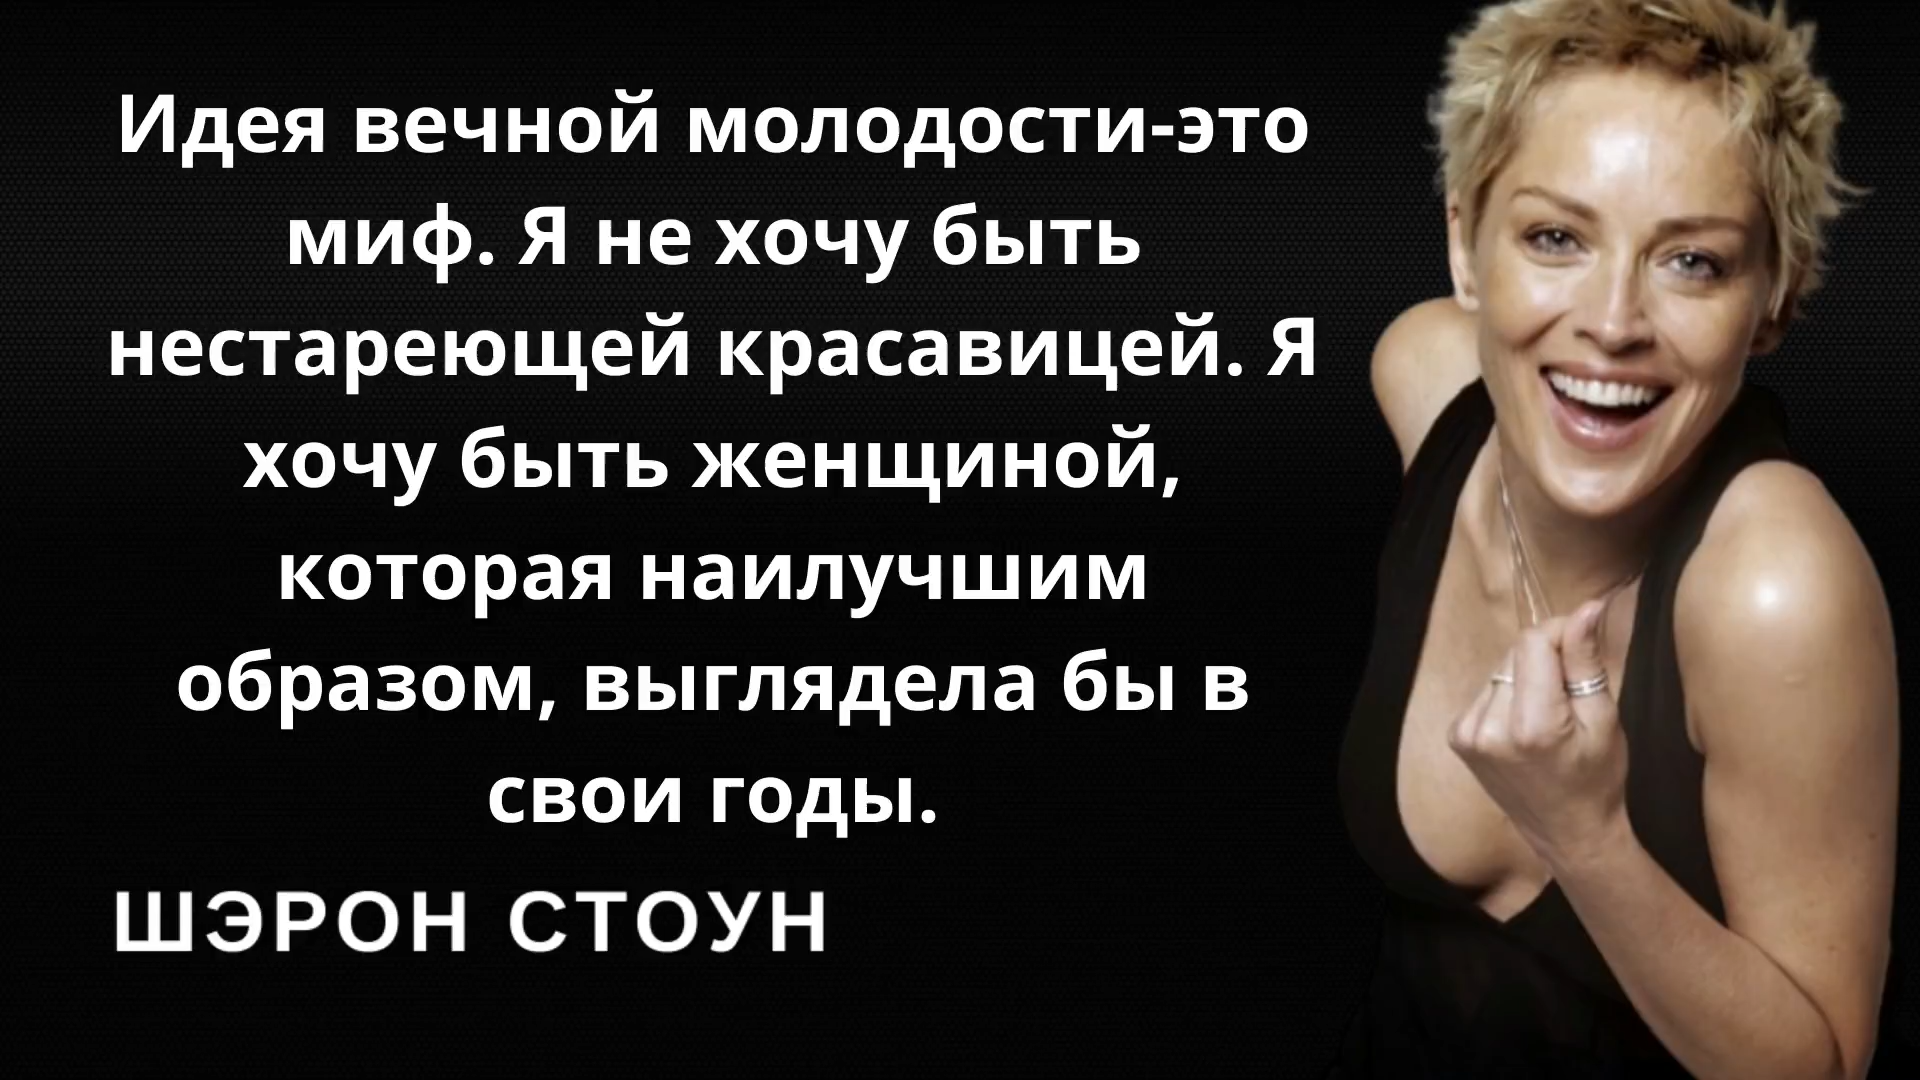 Идея вечной молодости-это
миф. Я не хочу быть
нестареющей красавицей. Я
хочу быть женщиной,
которая наилучшим
образом, выглядела бы в
свои годы.
ШЭРОН СТОУН